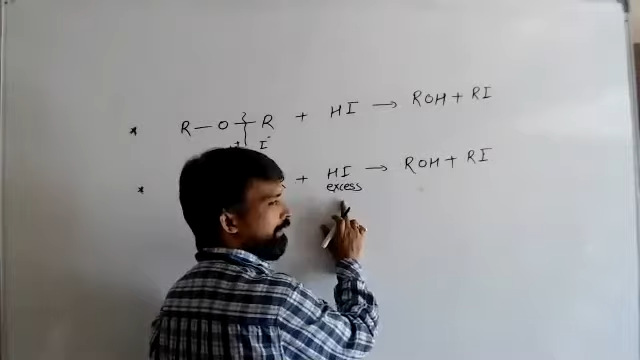 * R — O — R + HI → ROH + RI
H⁺ I⁻
* + HI → ROH + RI
excess